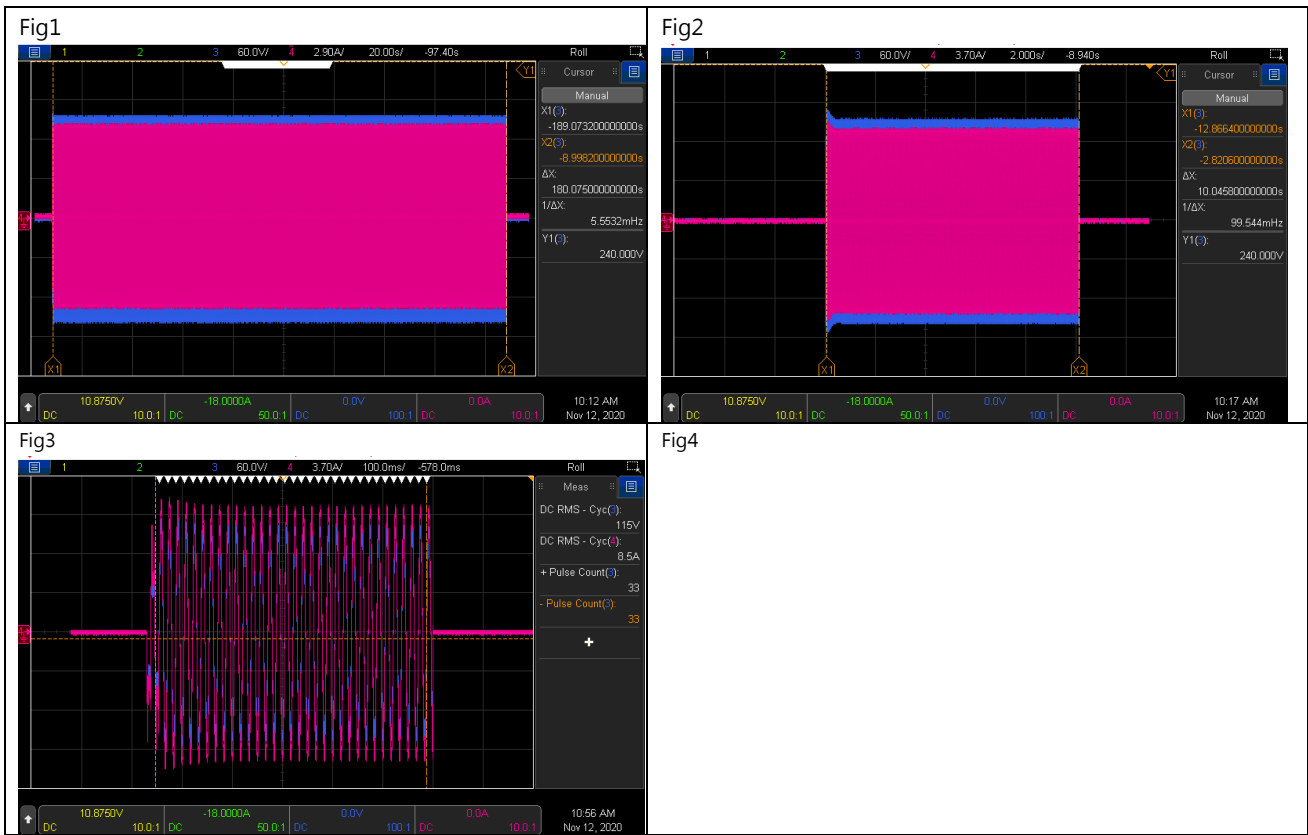 Fig1
1 2 3 60.0V/ 4 2.90A/ 20.00s/ -97.40s Roll
Y1
Cursor
Manual
X1(3):
-189.073200000000s
X2(3):
-8.998200000000s
ΔX:
180.075000000000s
1/ΔX:
5.5532mHz
Y1(3):
240.000V
X1 X2
10.8750V -18.0000A 0.0V 0.0A 10:12 AM
DC 10.0:1 DC 50.0:1 DC 100:1 DC 10.0:1 Nov 12, 2020
Fig2
1 2 3 60.0V/ 4 3.70A/ 2.000s/ -8.940s Roll
Y1
Cursor
Manual
X1(3):
-12.866400000000s
X2(3):
-2.820600000000s
ΔX:
10.045800000000s
1/ΔX:
99.544mHz
Y1(3):
240.000V
X1 X2
10.8750V -18.0000A 0.0V 0.0A 10:17 AM
DC 10.0:1 DC 50.0:1 DC 100:1 DC 10.0:1 Nov 12, 2020
Fig3
1 2 3 60.0V/ 4 3.70A/ 100.0ms/ -578.0ms Roll
Meas
DC RMS - Cyc(3):
115V
DC RMS - Cyc(4):
8.5A
+ Pulse Count(3):
33
- Pulse Count(3):
33
+
10.8750V -18.0000A 0.0V 0.0A 10:56 AM
DC 10.0:1 DC 50.0:1 DC 100:1 DC 10.0:1 Nov 12, 2020
Fig4